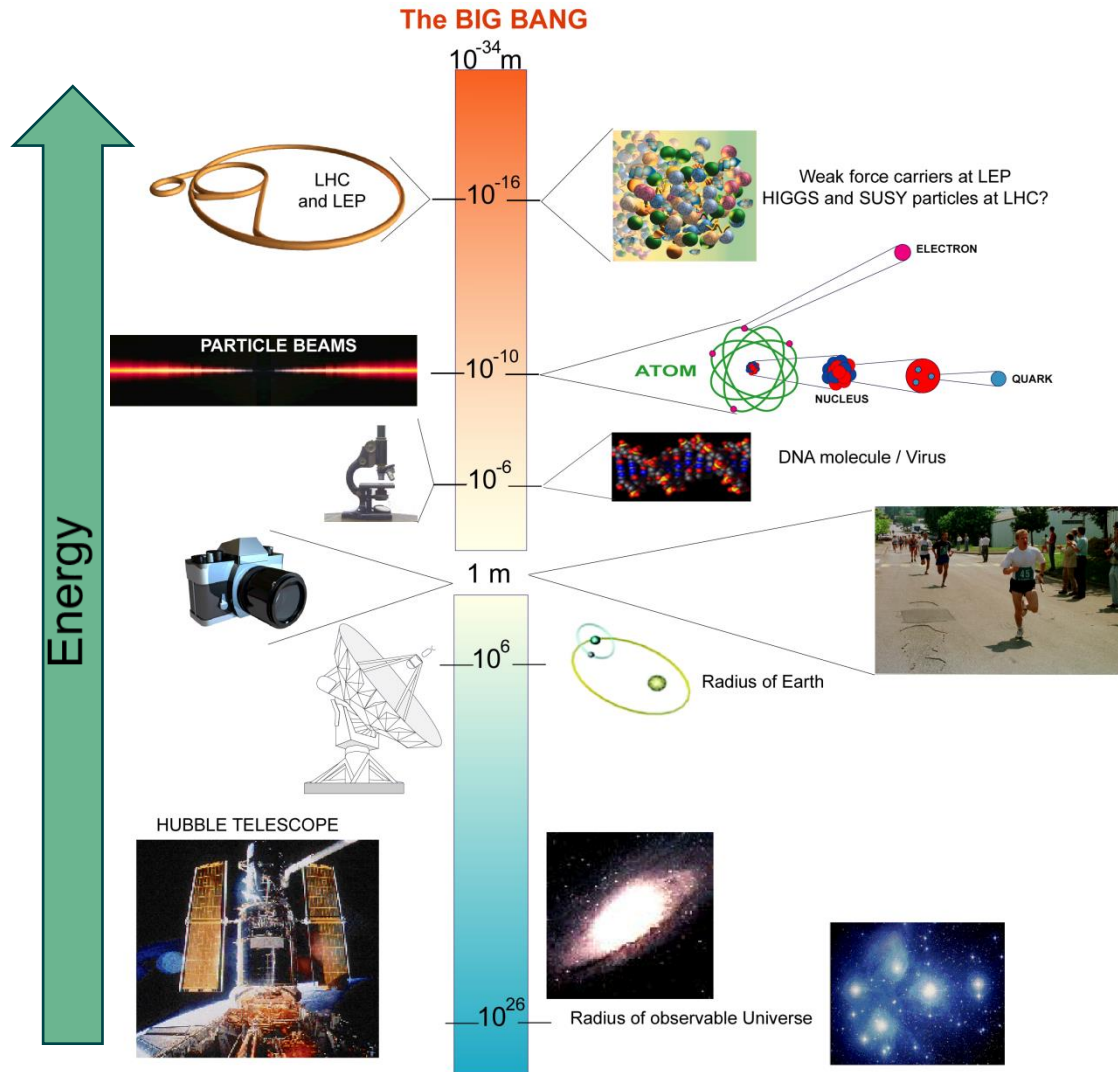 The BIG BANG
10⁻³⁴ m
LHC
and LEP
10⁻¹⁶
Weak force carriers at LEP
HIGGS and SUSY particles at LHC?
ELECTRON
PARTICLE BEAMS
10⁻¹⁰
ATOM
NUCLEUS
QUARK
10⁻⁶
DNA molecule / Virus
45
1 m
10⁶
Radius of Earth
Energy
HUBBLE TELESCOPE
10²⁶
Radius of observable Universe